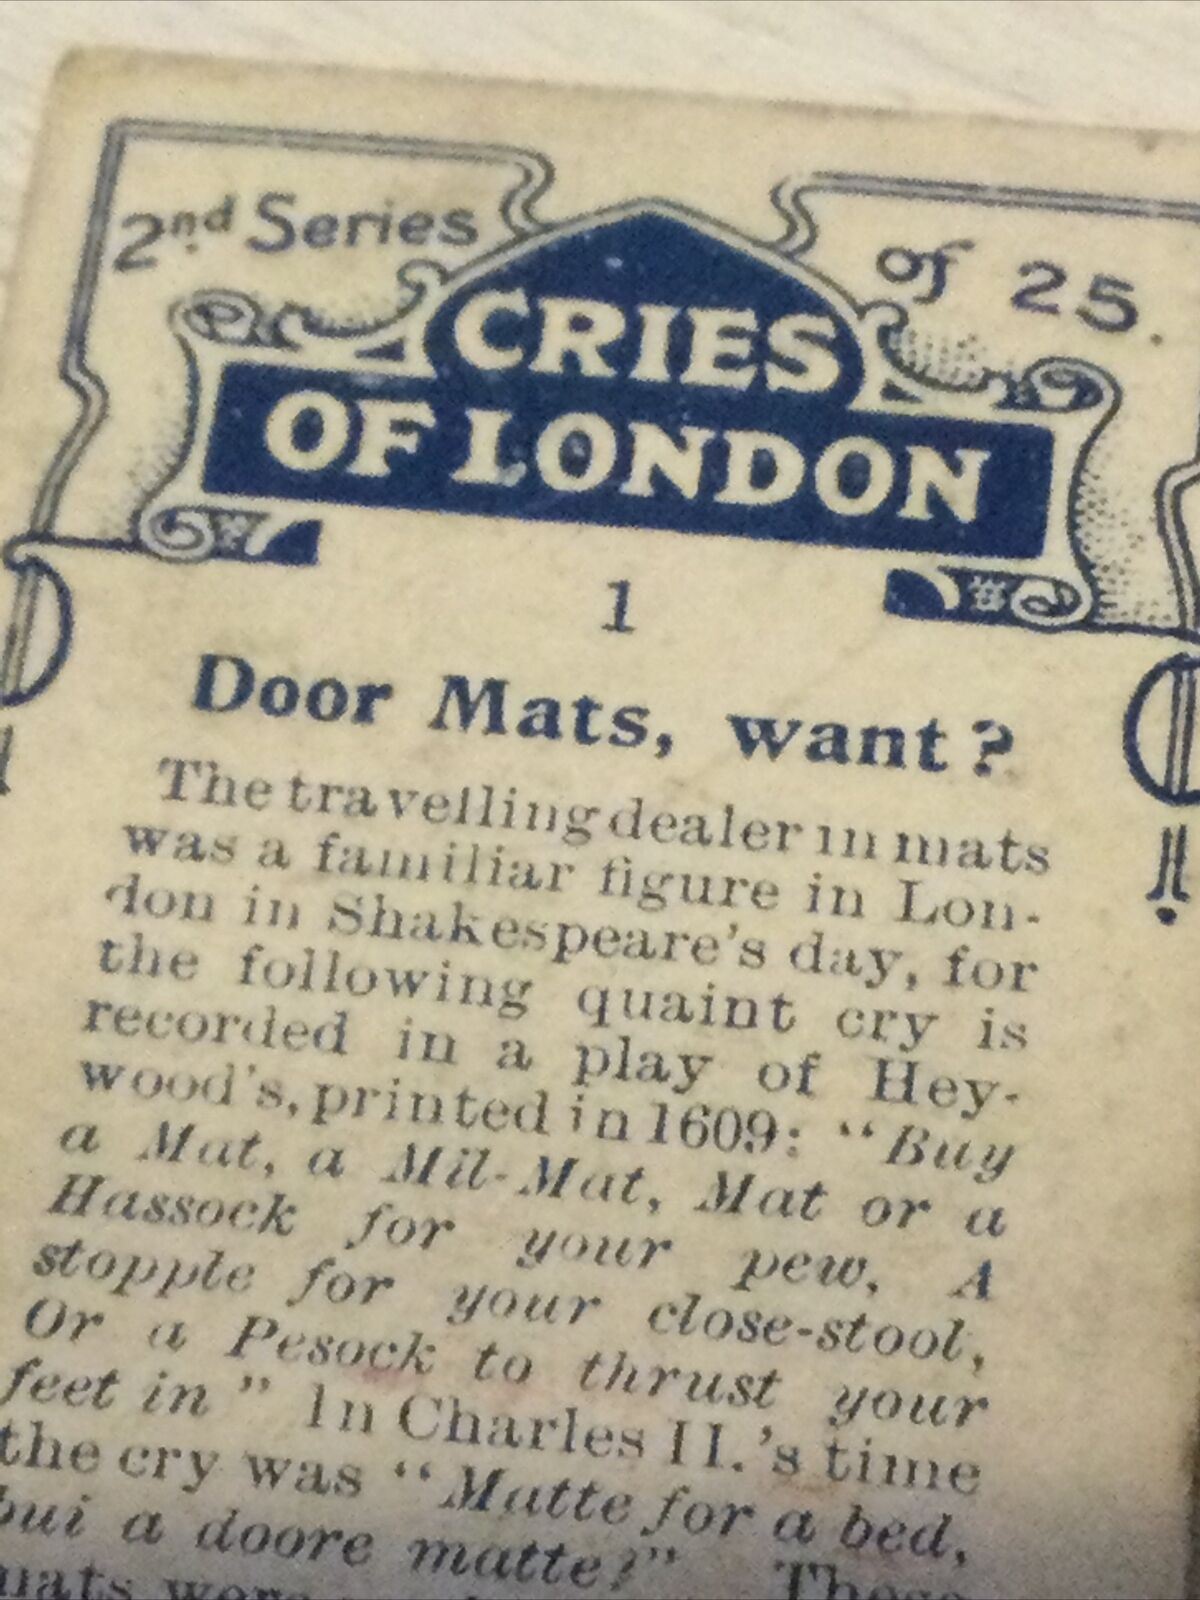 2nd Series of 25.
CRIES
OF LONDON
1
Door Mats, want?
The travelling dealer in mats
was a familiar figure in Lon-
don in Shakespeare's day, for
the following quaint cry is
recorded in a play of Hey-
wood's, printed in 1609: "Buy
a Mat, a Mil-Mat, Mat or a
Hassock for your pew, A
stopple for your close-stool,
Or a Pesock to thrust your
feet in" In Charles II.'s time
the cry was "Matte for a bed,
bui a doore matte!" These
mats were